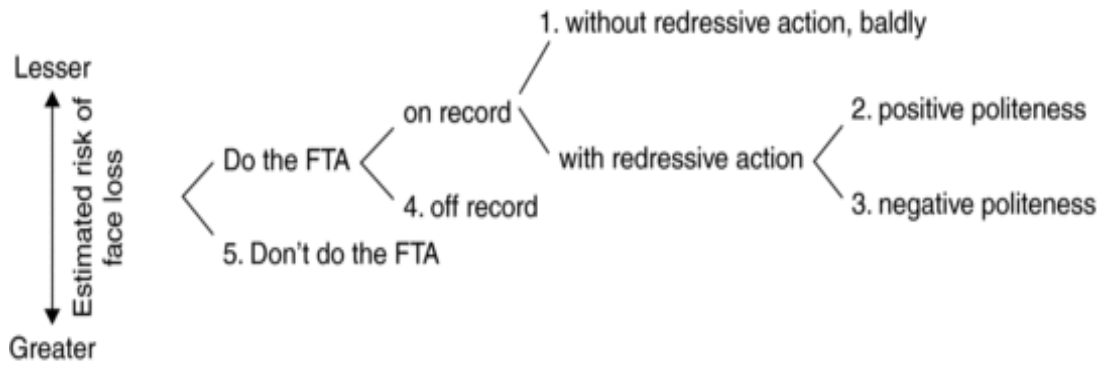 1. without redressive action, baldly
Lesser
on record
2. positive politeness
Estimated risk of
face loss
Do the FTA
with redressive action
4. off record
3. negative politeness
5. Don't do the FTA
Greater